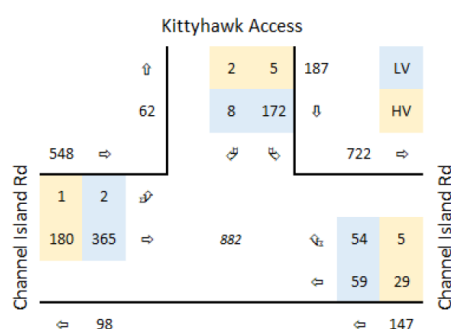 Kittyhawk Access
⇧ 2 5 187 LV
62 8 172 ⇩ HV
548 ⇨ 722 ⇨
Channel Island Rd
1 2
180 365 ⇨ 882 54 5
⇦ 59 29
Channel Island Rd
⇦ 98 ⇦ 147